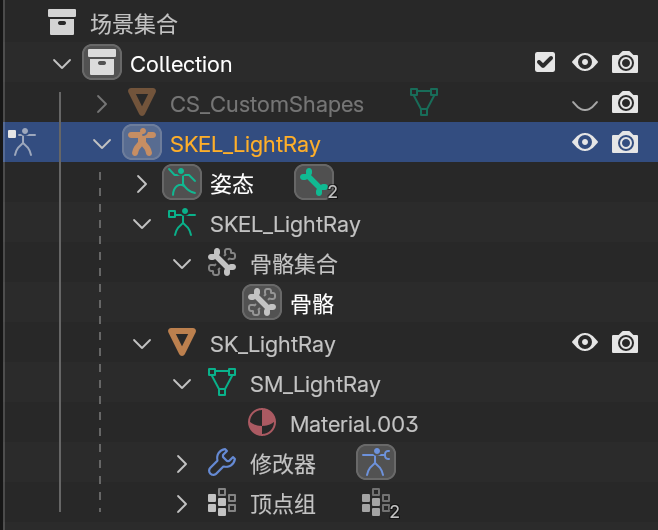 场景集合
Collection
CS_CustomShapes
SKEL_LightRay
姿态 2
SKEL_LightRay
骨骼集合
骨骼
SK_LightRay
SM_LightRay
Material.003
修改器
顶点组 2